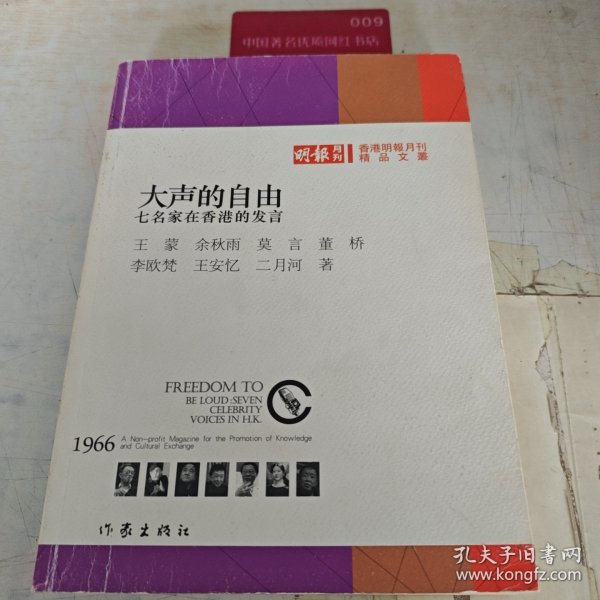 009
中国著名优质网红书店
明報月刊
香港明報月刊
精品文叢
大声的自由
七名家在香港的发言
王蒙 余秋雨 莫言 董桥
李欧梵 王安忆 二月河 著
FREEDOM TO
BE LOUD:SEVEN
CELEBRITY
VOICES IN H.K.
1966 A Non-profit Magazine for the Promotion of Knowledge
and Cultural Exchange
作家出版社
孔夫子旧书网
www.kongfz.com